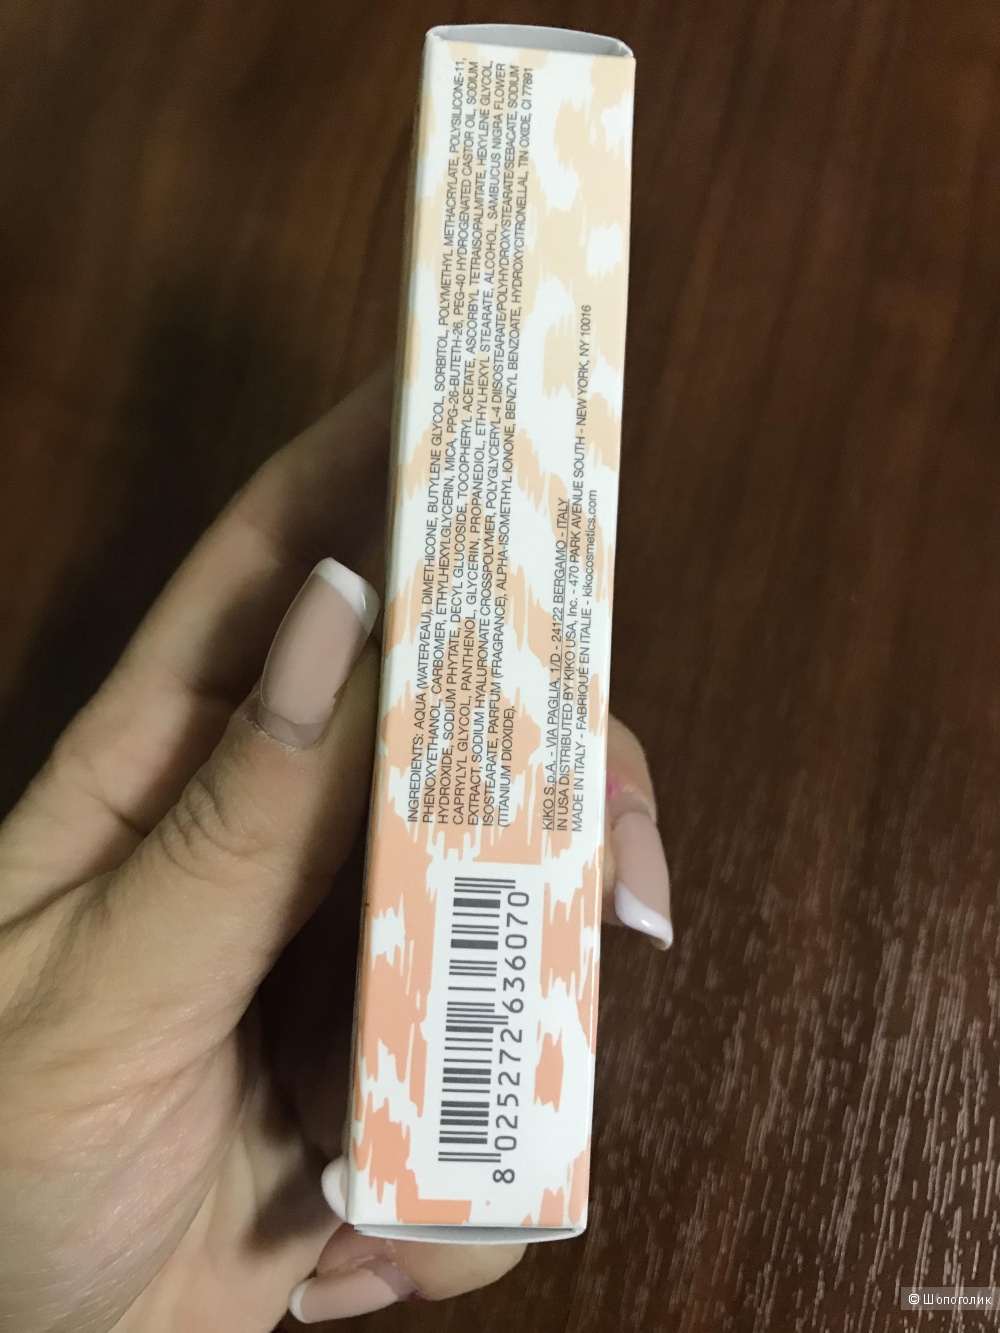 INGREDIENTS: AQUA (WATER/EAU), DIMETHICONE, BUTYLENE GLYCOL, SORBITOL, POLYMETHYL METHACRYLATE, POLYSILICONE-11,
PHENOXYETHANOL, CARBOMER, ETHYLHEXYLGLYCERIN, MICA, PPG-26-BUTETH-26, PEG-40 HYDROGENATED CASTOR OIL, SODIUM
HYDROXIDE, SODIUM PHYTATE, DECYL GLUCOSIDE, TOCOPHERYL ACETATE, ASCORBYL TETRAISOPALMITATE, HEXYLENE GLYCOL,
CAPRYLYL GLYCOL, PANTHENOL, GLYCERIN, PROPANEDIOL, ETHYLHEXYL STEARATE, ALCOHOL, SAMBUCUS NIGRA FLOWER
EXTRACT, SODIUM HYALURONATE CROSSPOLYMER, POLYGLYCERYL-4 DIISOSTEARATE/POLYHYDROXYSTEARATE/SEBACATE, SODIUM
ISOSTEARATE, PARFUM (FRAGRANCE), ALPHA-ISOMETHYL IONONE, BENZYL BENZOATE, HYDROXYCITRONELLAL, TIN OXIDE, CI 77891
(TITANIUM DIOXIDE).
KIKO S.p.A. - VIA PAGLIA, 1/D - 24122 BERGAMO - ITALY
IN USA DISTRIBUTED BY KIKO USA, Inc. - 470 PARK AVENUE SOUTH - NEW YORK, NY 10016
MADE IN ITALY - FABRIQUÉ EN ITALIE - kikocosmetics.com
8 025272 636070
© Шопоголик